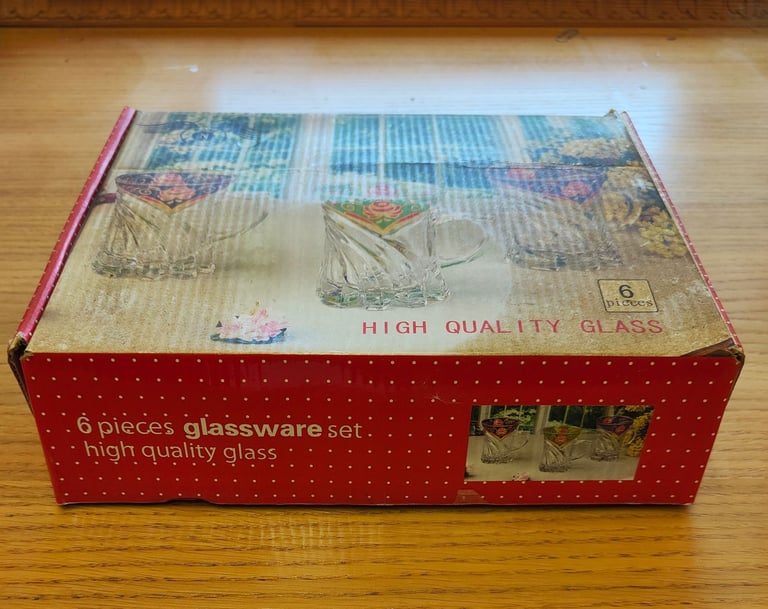 6
pieces
HIGH QUALITY GLASS
6 pieces glassware set
high quality glass